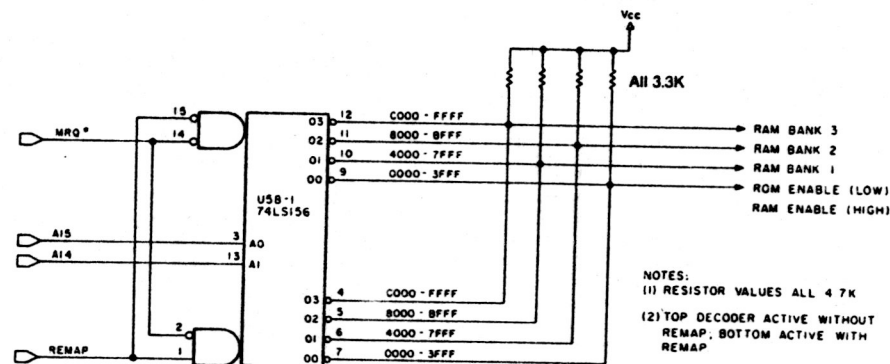 Vcc
All 3.3K
15
14
MRQ*
03
12
C000 - FFFF
02
11
8000 - BFFF
01
10
4000 - 7FFF
00
9
0000 - 3FFF
RAM BANK 3
RAM BANK 2
RAM BANK 1
ROM ENABLE (LOW)
RAM ENABLE (HIGH)
U58-1
74LS156
A15
3
A0
A14
13
A1
03
4
C000 - FFFF
02
5
8000 - BFFF
01
6
4000 - 7FFF
00
7
0000 - 3FFF
2
1
REMAP
NOTES:
(1) RESISTOR VALUES ALL 4 7K
(2) TOP DECODER ACTIVE WITHOUT
REMAP; BOTTOM ACTIVE WITH
REMAP